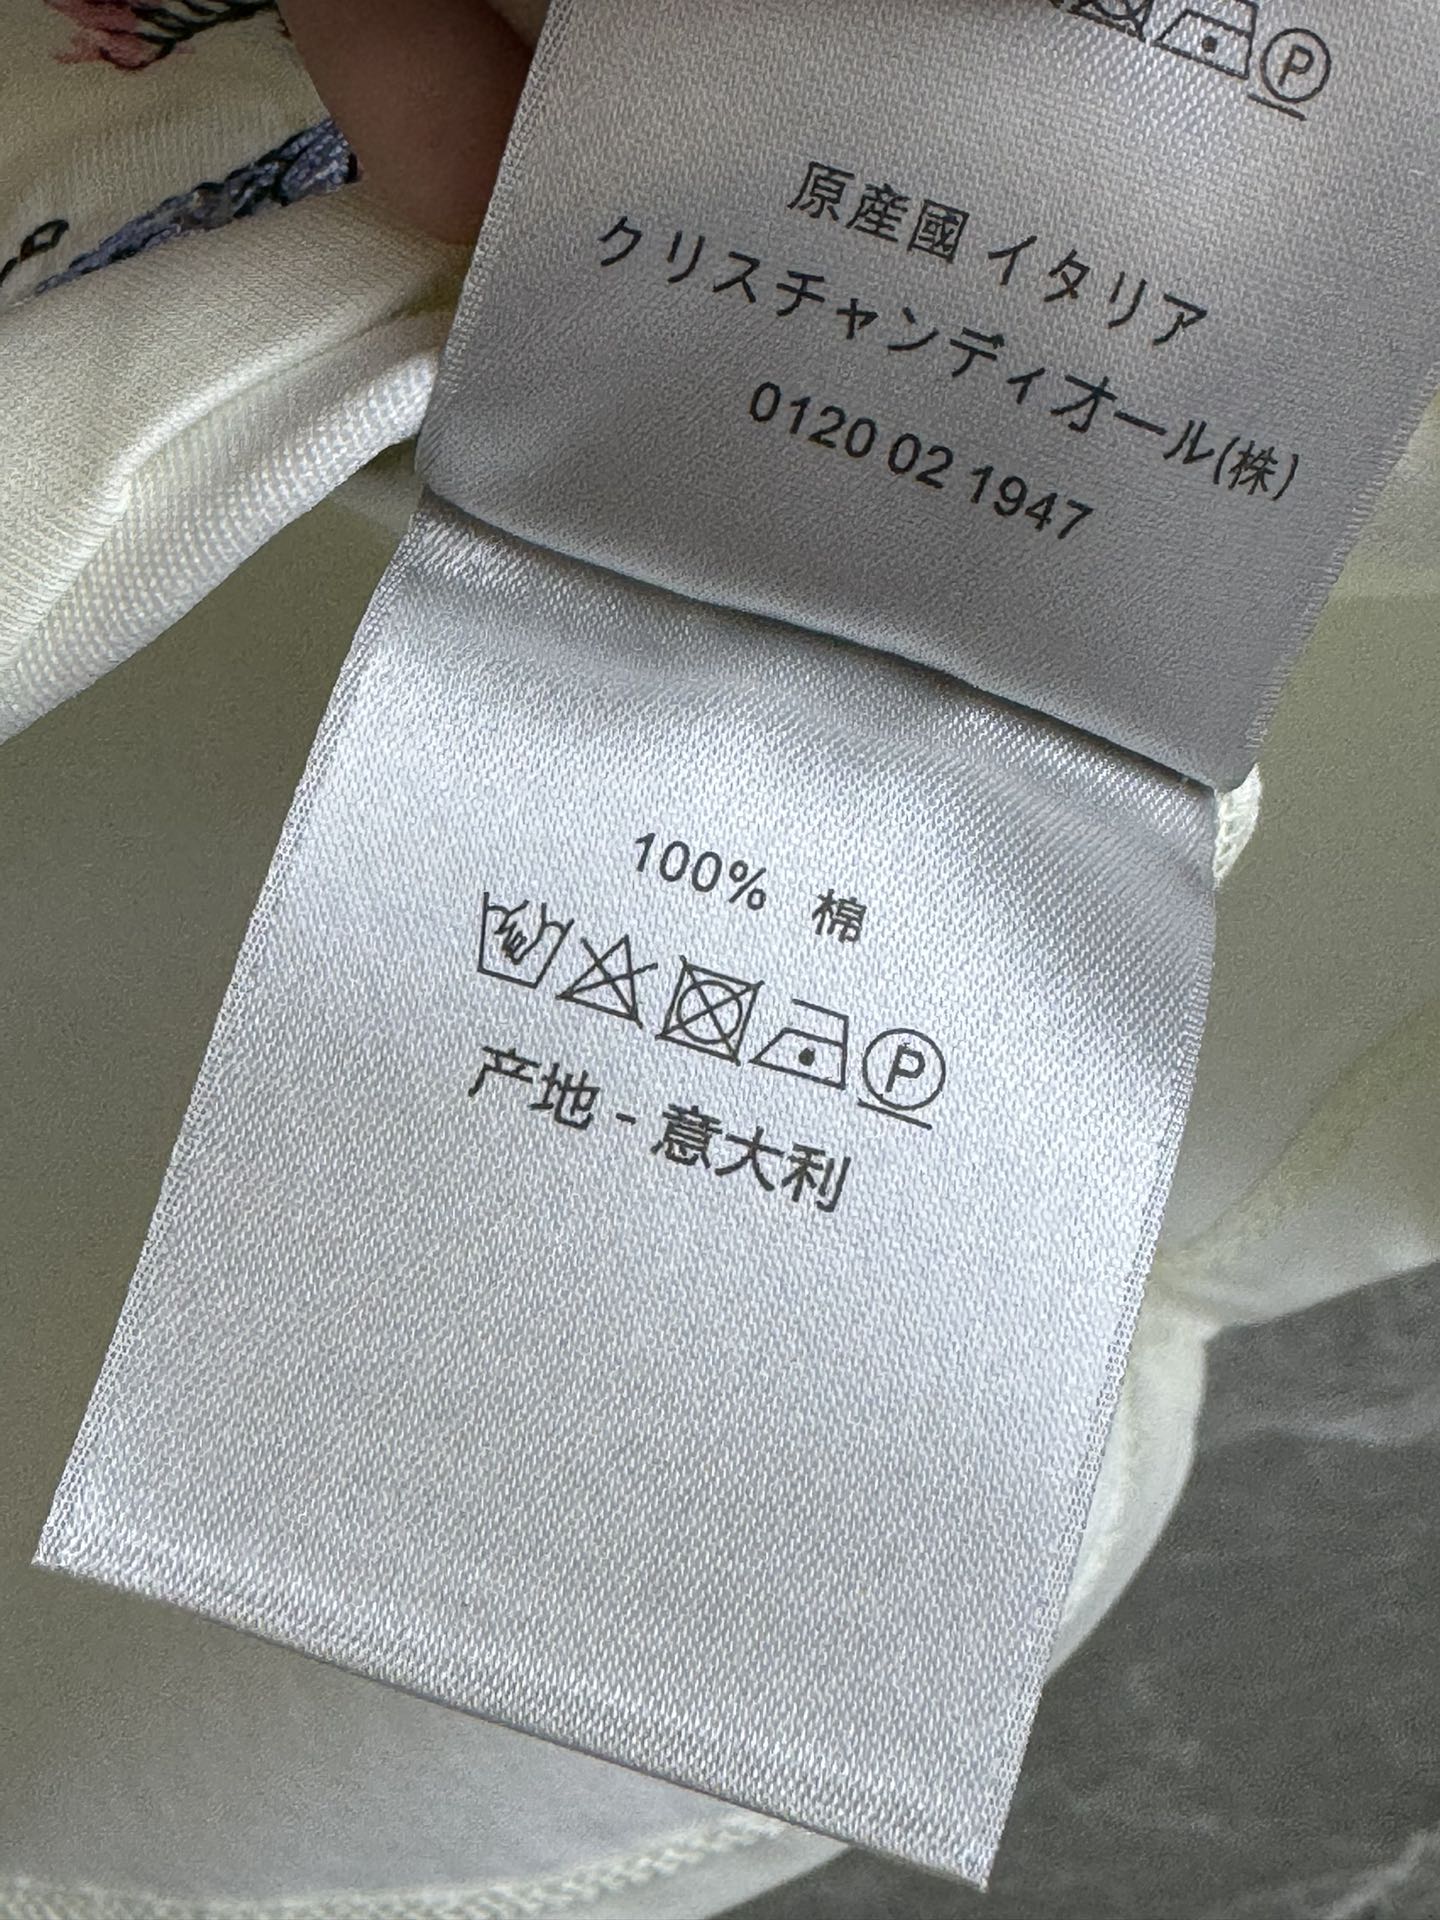 P
原産國 イタリア
クリスチャンディオール(株)
0120 02 1947
100% 棉
P
产地 - 意大利